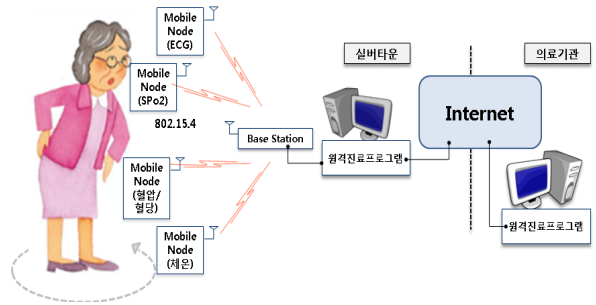 Mobile
Node
(ECG)
Mobile
Node
(SPo2)
802.15.4
Mobile
Node
(혈압/
혈당)
Mobile
Node
(체온)
Base Station
실버타운
원격진료프로그램
Internet
의료기관
원격진료프로그램